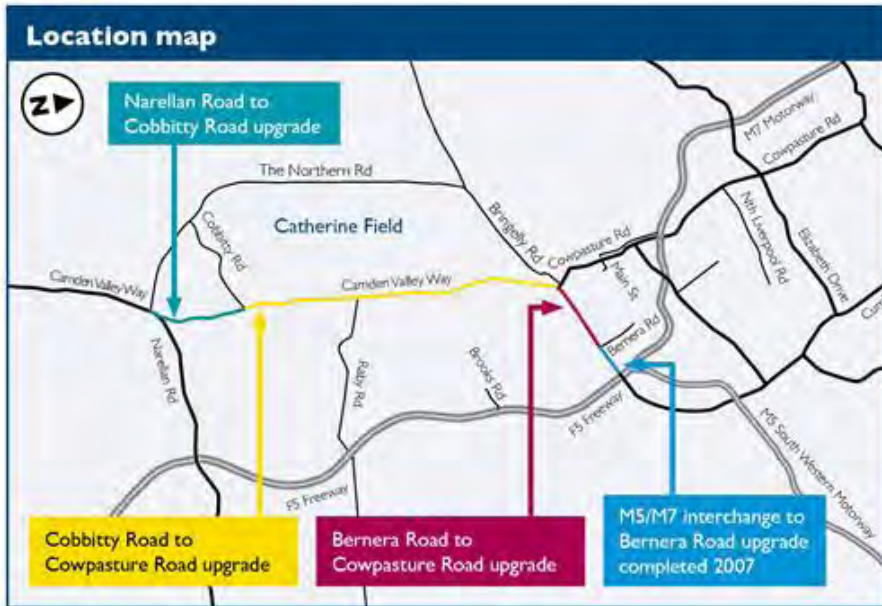 Location map
N
Narellan Road to
Cobbitty Road upgrade
M7 Motorway
Cowpasture Rd
The Northern Rd
Cobbitty Rd
Catherine Field
Bringelly Rd
Cowpasture Rd
Nth Liverpool Rd
Elizabeth Drive
Main St
Camden Valley Way
Camden Valley Way
Bernera Rd
Narellan Rd
Raby Rd
Brooks Rd
F5 Freeway
M5 South Western Motorway
F5 Freeway
Cobbitty Road to
Cowpasture Road upgrade
Bernera Road to
Cowpasture Road upgrade
M5/M7 interchange to
Bernera Road upgrade
completed 2007